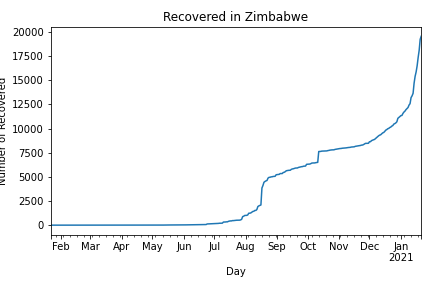 Recovered in Zimbabwe
20000
17500
15000
12500
10000
7500
5000
2500
0
Number of Recovered
Feb Mar Apr May Jun Jul Aug Sep Oct Nov Dec Jan
2021
Day